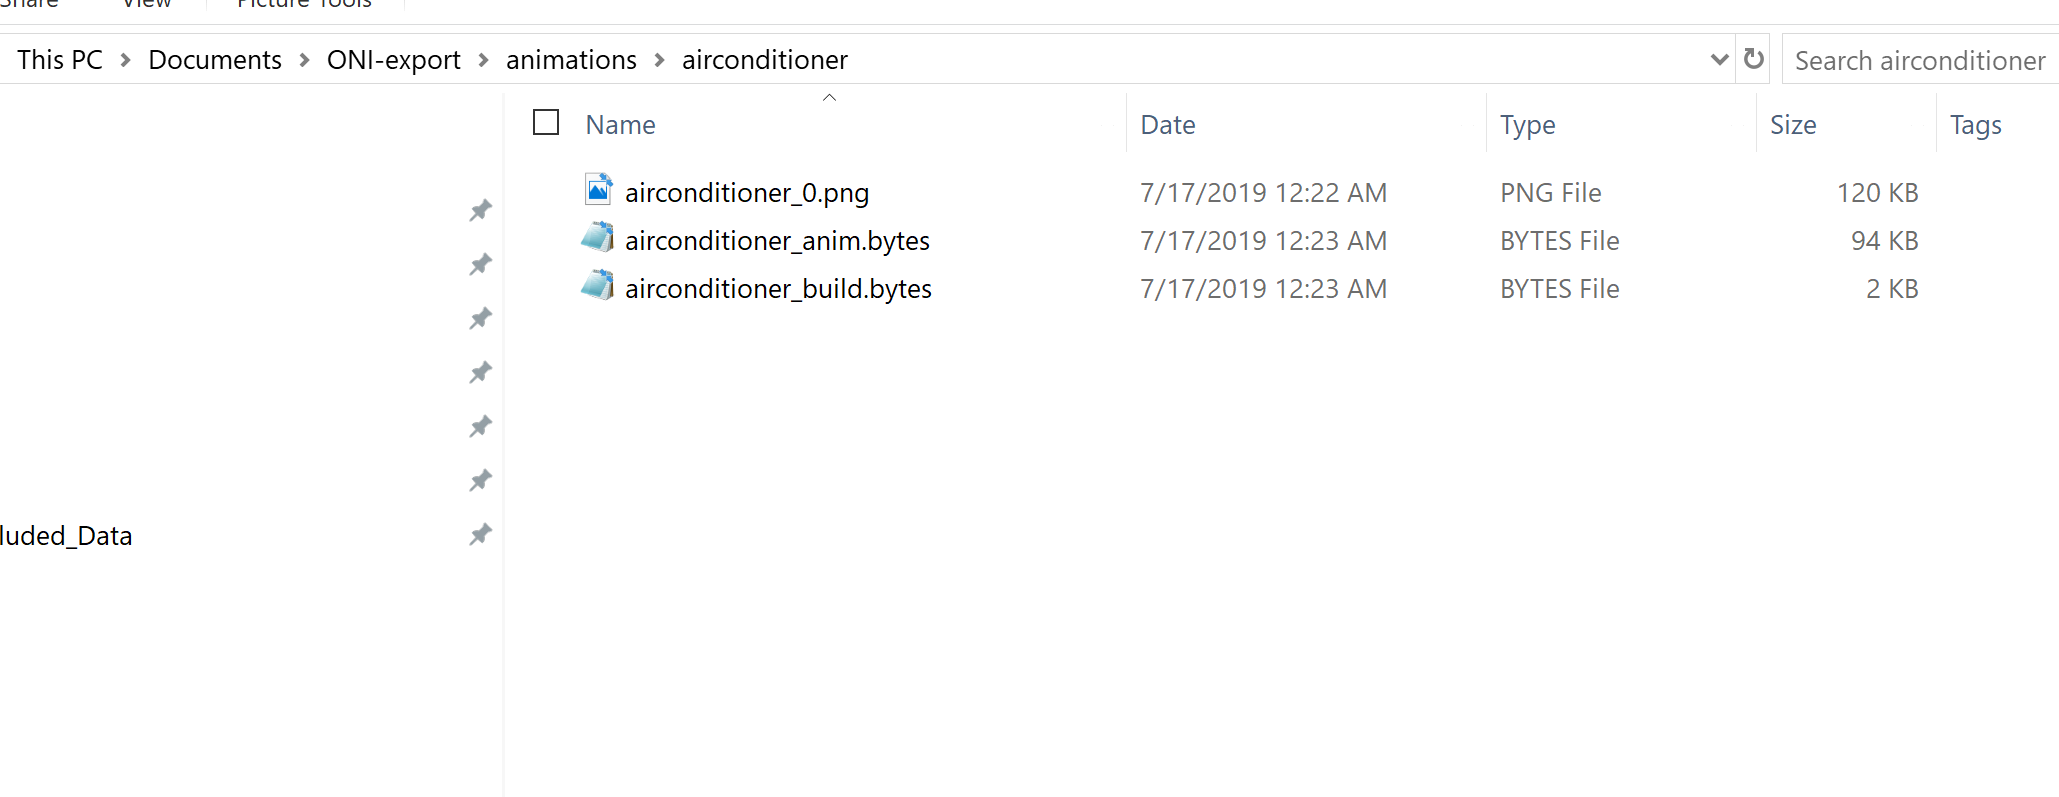 Share View Picture Tools
This PC Documents ONI-export animations airconditioner Search airconditioner
Name Date Type Size Tags
airconditioner_0.png 7/17/2019 12:22 AM PNG File 120 KB
airconditioner_anim.bytes 7/17/2019 12:23 AM BYTES File 94 KB
airconditioner_build.bytes 7/17/2019 12:23 AM BYTES File 2 KB
luded_Data